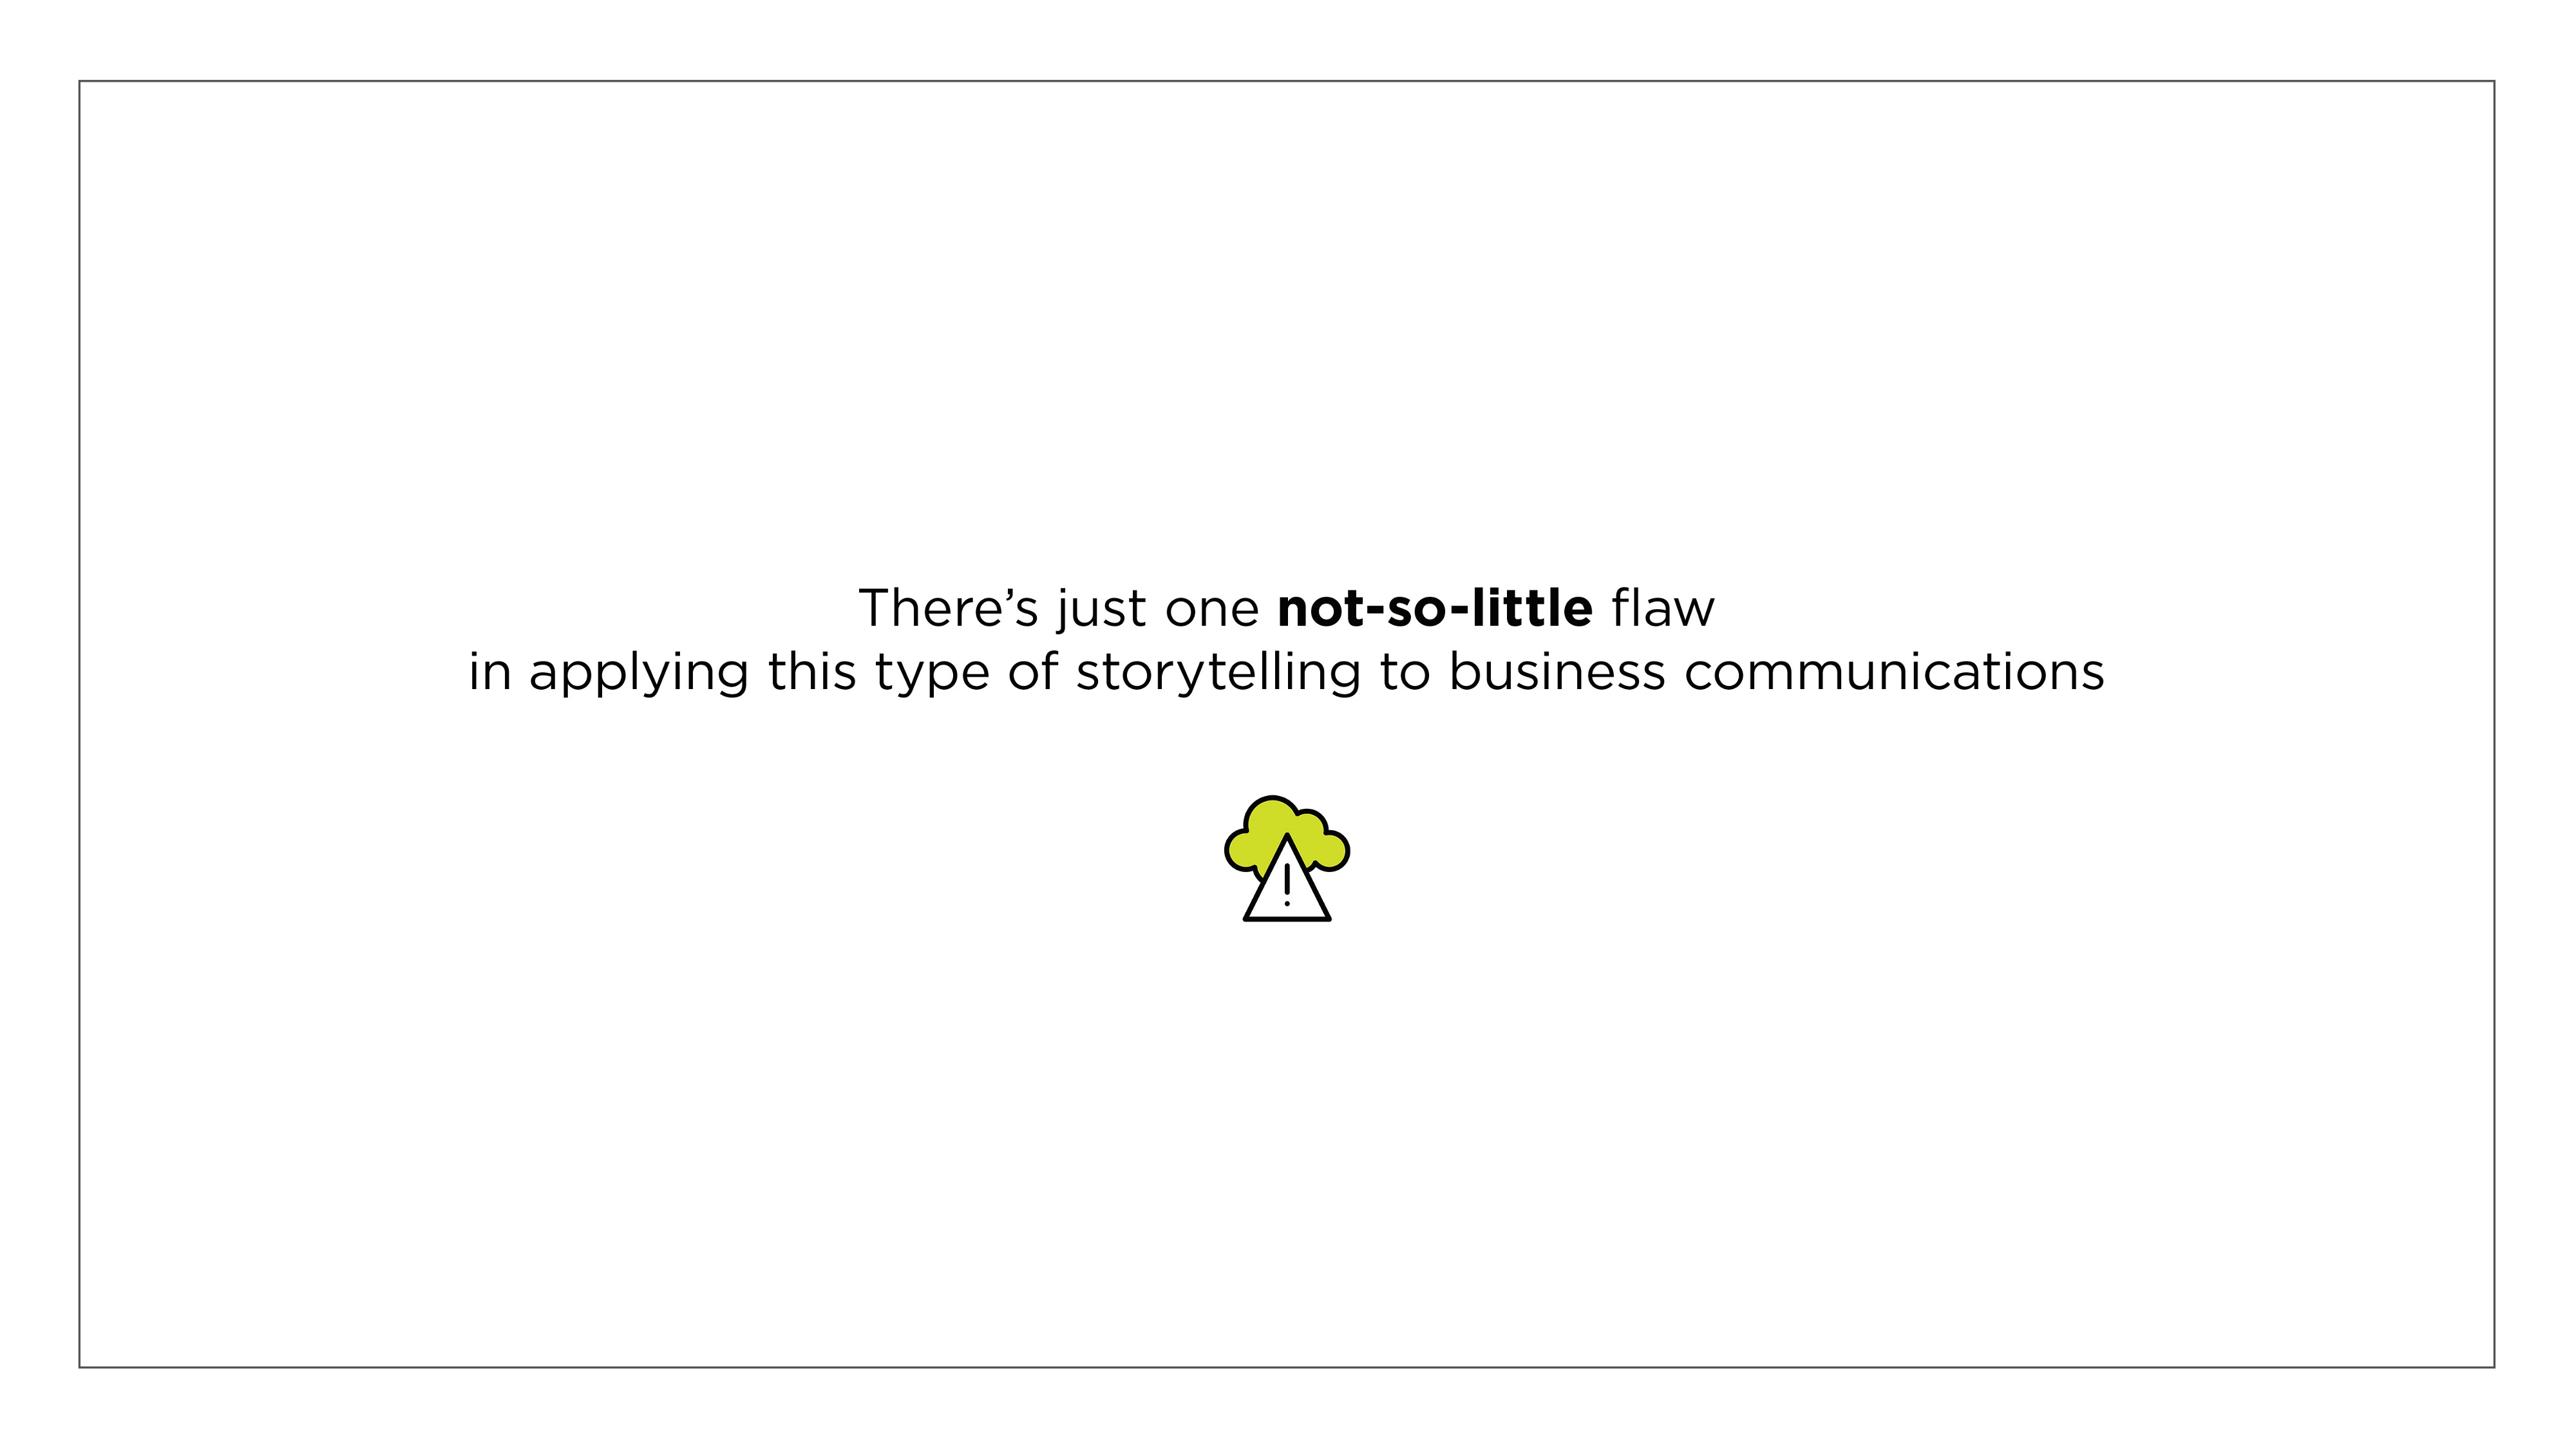 There’s just one not-so-little flaw
in applying this type of storytelling to business communications